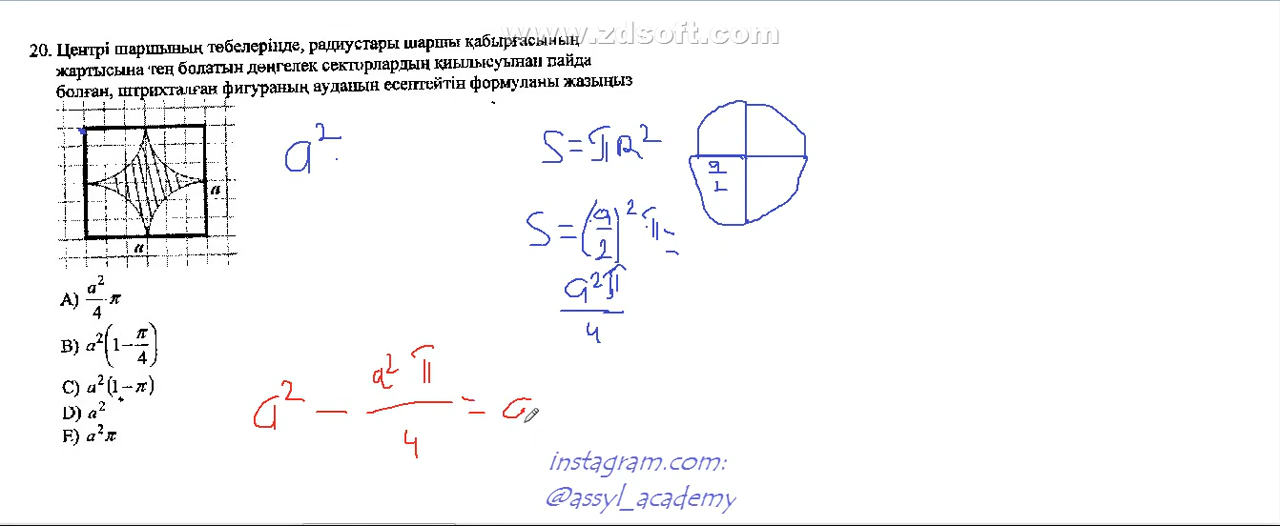 www.zdsoft.com
20. Центрі шаршының төбелерінде, радиустары шаршы қабырғасының
жартысына тең болатын дөңгелек секторлардың қиылысуынан пайда
болған, штрихталған фигураның ауданын есептейтін формуланы жазыңыз
a
a
a²
S=πR²
a/2
S=(a/2)²π=
a²π/4
A) a²/4·π
B) a²(1-π/4)
C) a²(1-π)
D) a²
E) a²π
a² - a²π/4 = a
instagram.com:
@assyl_academy